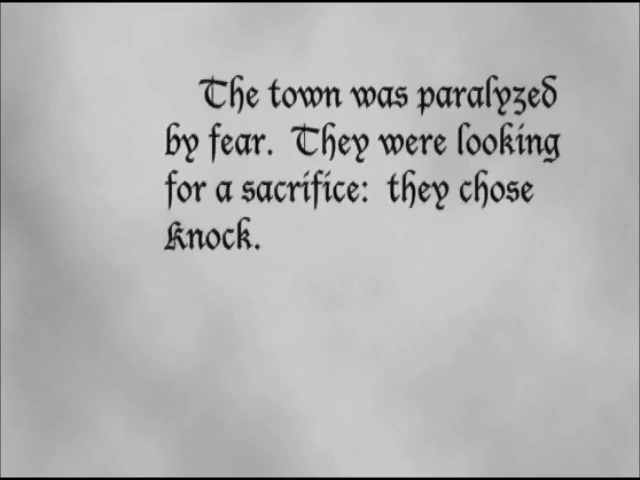 The town was paralyzed
by fear.  They were looking
for a sacrifice:  they chose
Knock.